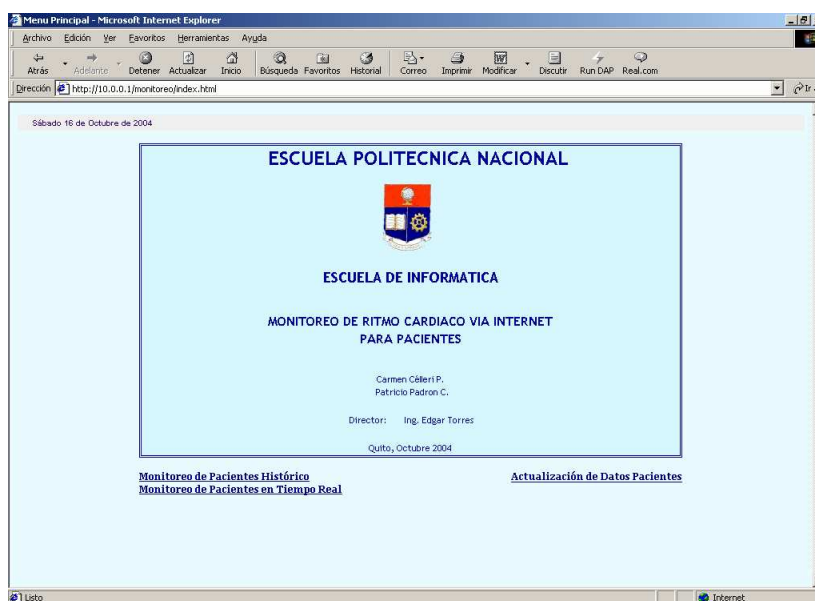 Menu Principal - Microsoft Internet Explorer
Archivo Edición Ver Favoritos Herramientas Ayuda
Atrás Adelante Detener Actualizar Inicio Búsqueda Favoritos Historial Correo Imprimir Modificar Discutir Run DAP Real.com
Dirección http://10.0.0.1/monitoreo/index.html Ir
Sábado 16 de Octubre de 2004
ESCUELA POLITECNICA NACIONAL
ESCUELA DE INFORMATICA
MONITOREO DE RITMO CARDIACO VIA INTERNET
PARA PACIENTES
Carmen Célleri P.
Patricio Padron C.
Director: Ing. Edgar Torres
Quito, Octubre 2004
Monitoreo de Pacientes Histórico Actualización de Datos Pacientes
Monitoreo de Pacientes en Tiempo Real
Listo Internet